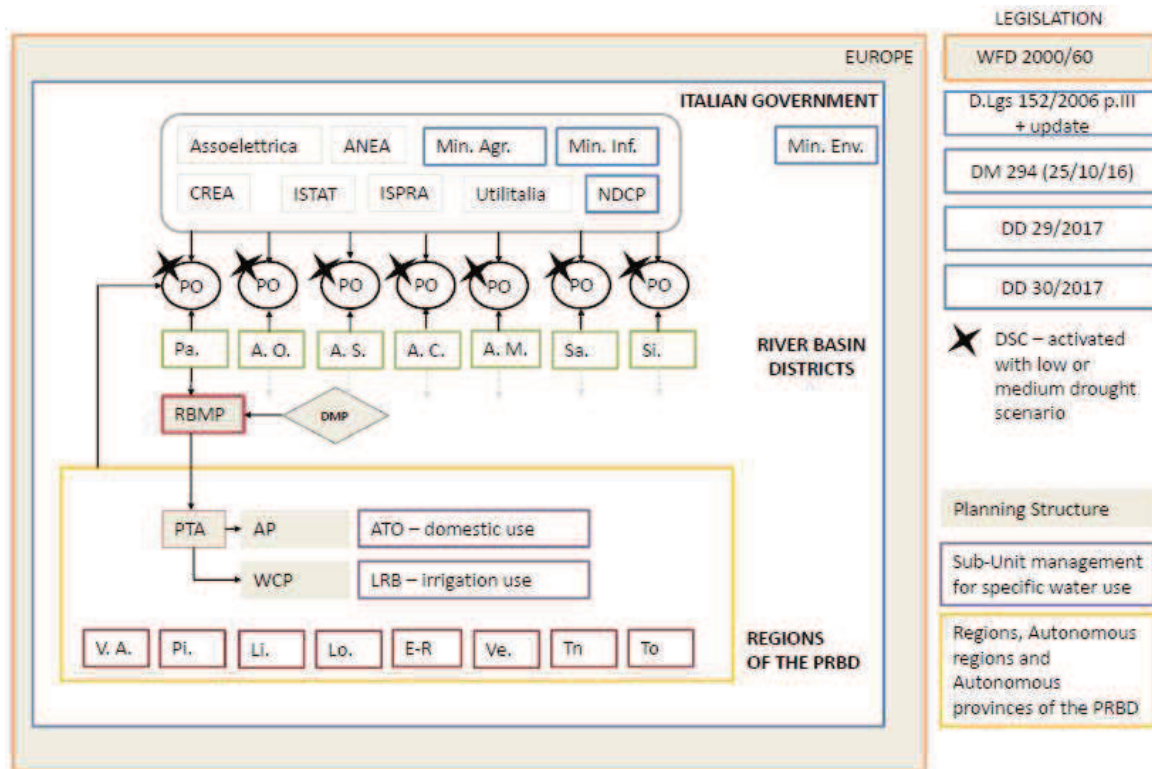 LEGISLATION
EUROPE
WFD 2000/60
ITALIAN GOVERNMENT
D.Lgs 152/2006 p.III
+ update
Assoelettrica
ANEA
Min. Agr.
Min. Inf.
Min. Env.
DM 294 (25/10/16)
CREA
ISTAT
ISPRA
Utilitalia
NDCP
DD 29/2017
PO
PO
PO
PO
PO
PO
PO
DD 30/2017
Pa.
A. O.
A. S.
A. C.
A. M.
Sa.
Si.
RIVER BASIN
DISTRICTS
DSC – activated
with low or
medium drought
scenario
RBMP
DMP
PTA
AP
ATO – domestic use
Planning Structure
WCP
LRB – irrigation use
Sub-Unit management
for specific water use
V. A.
Pi.
Li.
Lo.
E-R
Ve.
Tn
To
REGIONS
OF THE PRBD
Regions, Autonomous
regions and
Autonomous
provinces of the PRBD